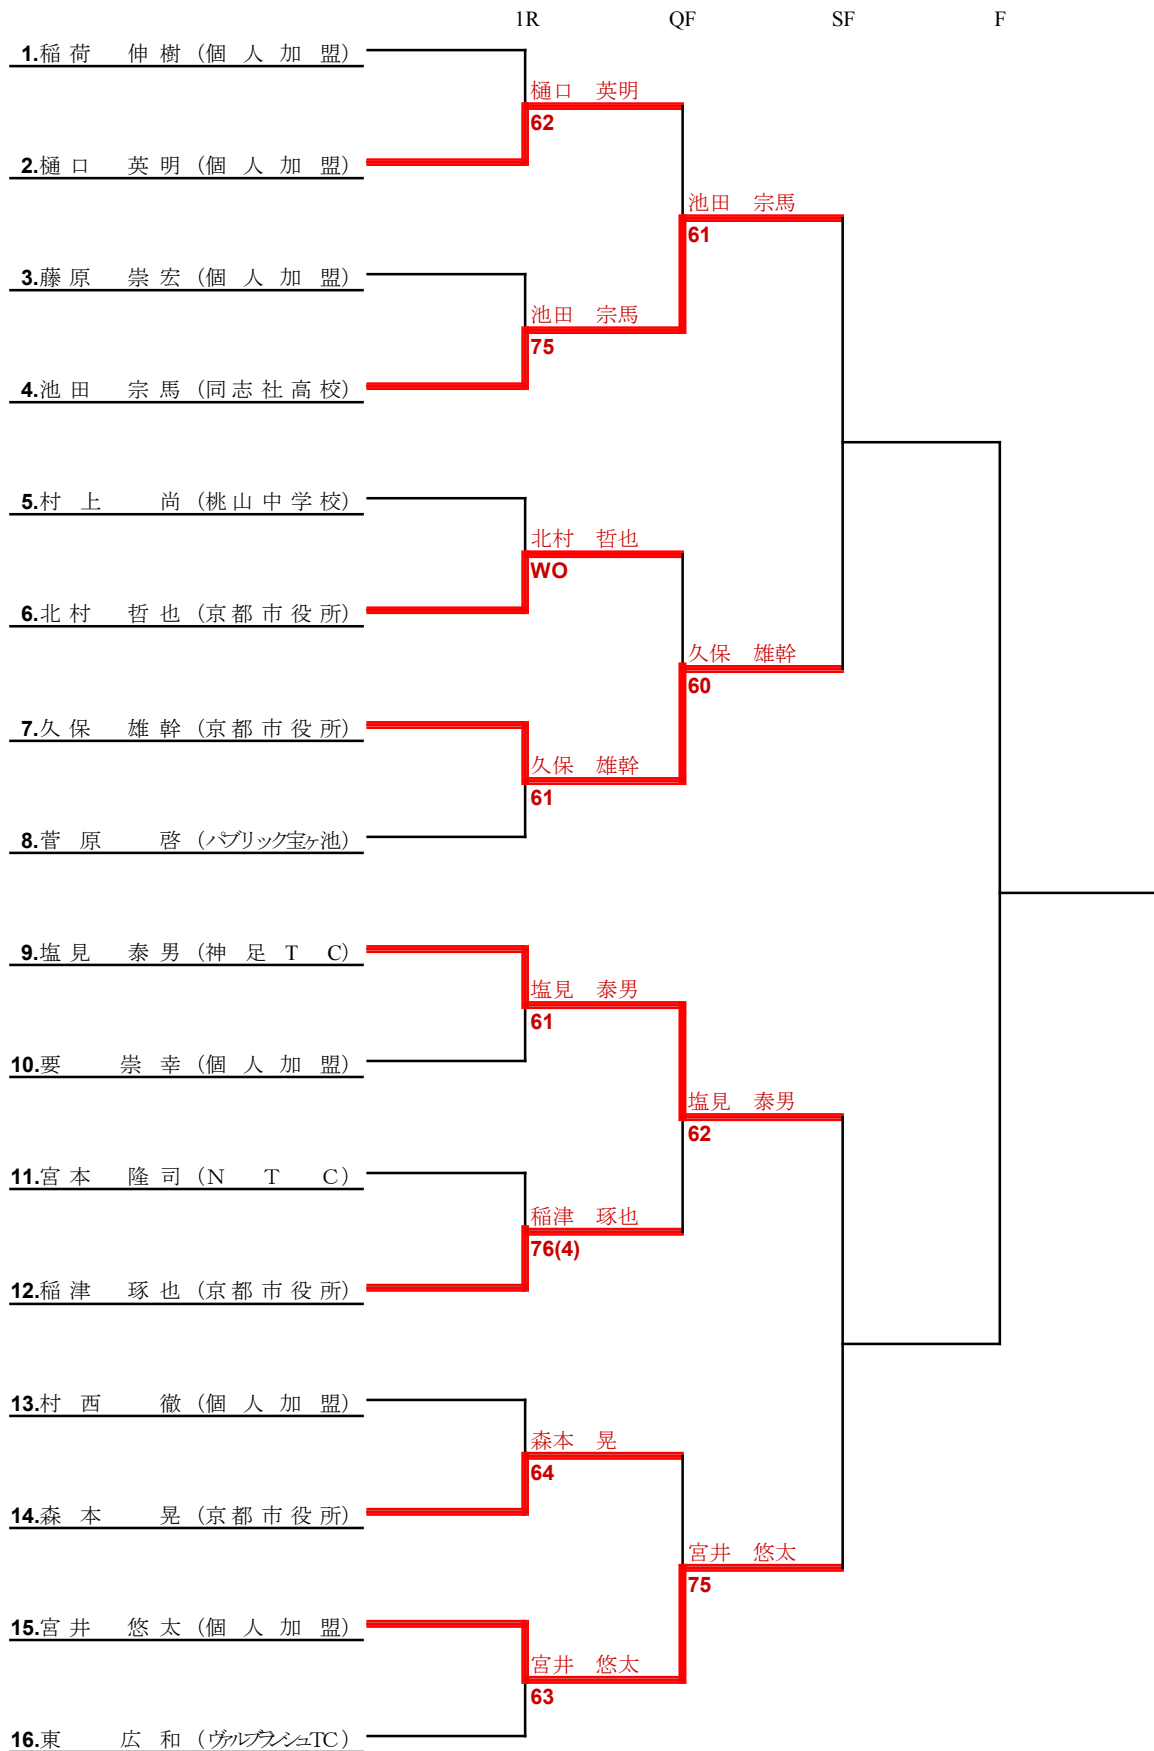 1R QF SF F
1.稲荷 伸樹 (個人加盟)
樋口 英明
62
2.樋口 英明 (個人加盟)
池田 宗馬
61
3.藤原 崇宏 (個人加盟)
池田 宗馬
75
4.池田 宗馬 (同志社高校)
5.村上 尚 (桃山中学校)
北村 哲也
WO
6.北村 哲也 (京都市役所)
久保 雄幹
60
7.久保 雄幹 (京都市役所)
久保 雄幹
61
8.菅原 啓 (パブリック宝ヶ池)
9.塩見 泰男 (神足TC)
塩見 泰男
61
10.要 崇幸 (個人加盟)
塩見 泰男
62
11.宮本 隆司 (NTC)
稲津 琢也
76(4)
12.稲津 琢也 (京都市役所)
13.村西 徹 (個人加盟)
森本 晃
64
14.森本 晃 (京都市役所)
宮井 悠太
75
15.宮井 悠太 (個人加盟)
宮井 悠太
63
16.東 広和 (ヴァルブランシュTC)